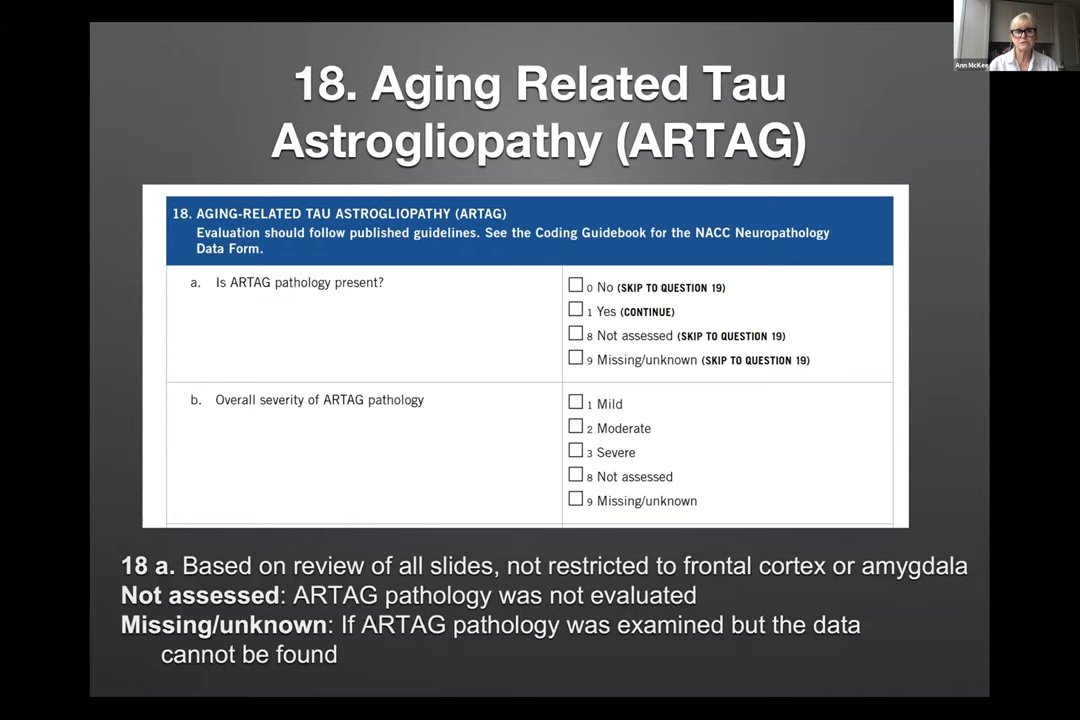 Ann McKee
18. Aging Related Tau
Astrogliopathy (ARTAG)
18. AGING-RELATED TAU ASTROGLIOPATHY (ARTAG)
Evaluation should follow published guidelines. See the Coding Guidebook for the NACC Neuropathology
Data Form.
a. Is ARTAG pathology present?
0 No (SKIP TO QUESTION 19)
1 Yes (CONTINUE)
8 Not assessed (SKIP TO QUESTION 19)
9 Missing/unknown (SKIP TO QUESTION 19)
b. Overall severity of ARTAG pathology
1 Mild
2 Moderate
3 Severe
8 Not assessed
9 Missing/unknown
18 a. Based on review of all slides, not restricted to frontal cortex or amygdala
Not assessed: ARTAG pathology was not evaluated
Missing/unknown: If ARTAG pathology was examined but the data
cannot be found